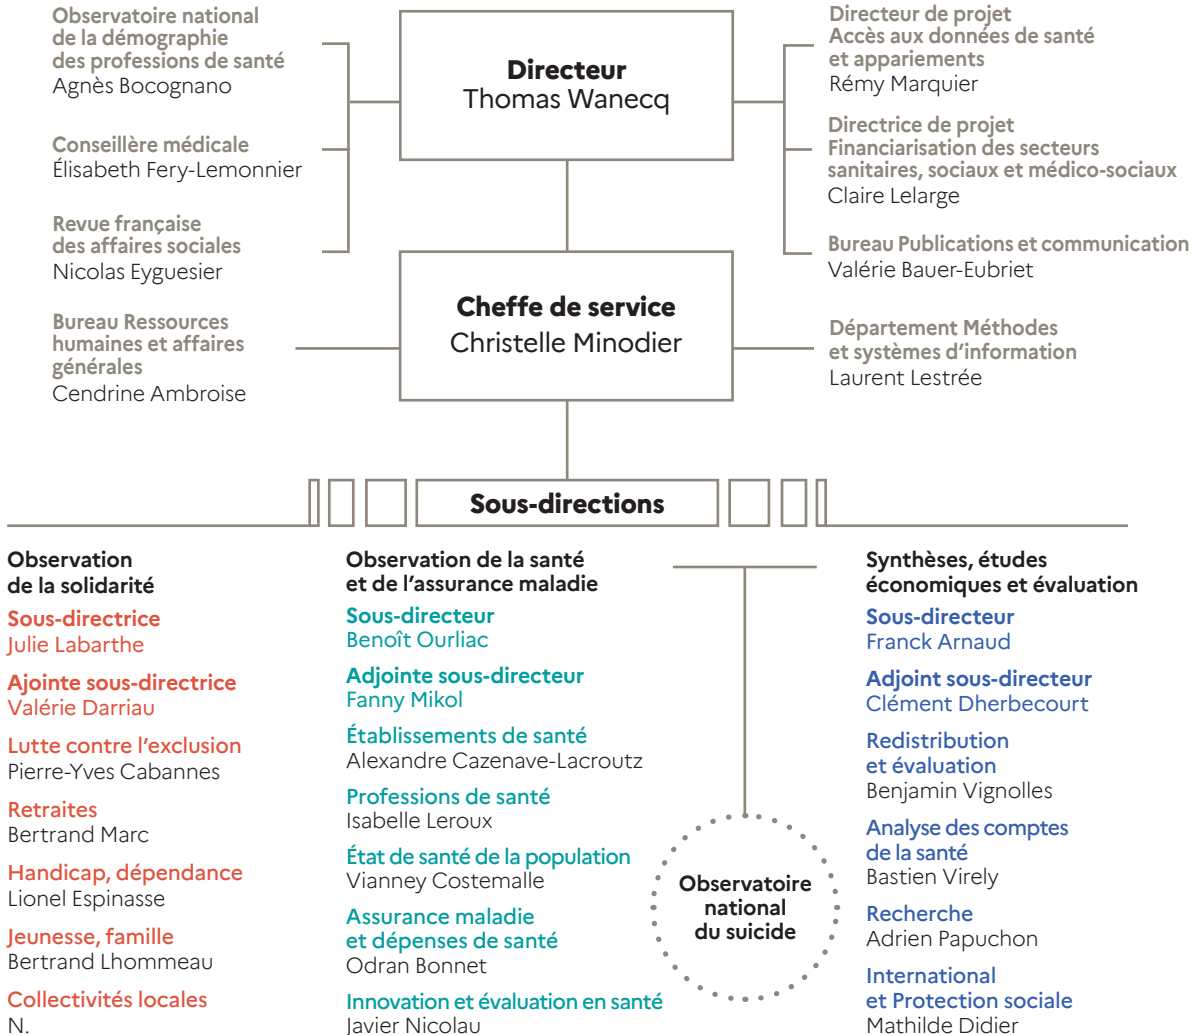 Observatoire national
de la démographie
des professions de santé
Agnès Bocognano
Conseillère médicale
Élisabeth Fery-Lemonnier
Revue française
des affaires sociales
Nicolas Eyguesier
Bureau Ressources
humaines et affaires
générales
Cendrine Ambroise
Directeur
Thomas Wanecq
Cheffe de service
Christelle Minodier
Directeur de projet
Accès aux données de santé
et appariements
Rémy Marquier
Directrice de projet
Financiarisation des secteurs
sanitaires, sociaux et médico-sociaux
Claire Lelarge
Bureau Publications et communication
Valérie Bauer-Eubriet
Département Méthodes
et systèmes d'information
Laurent Lestrée
Sous-directions
Observation
de la solidarité
Sous-directrice
Julie Labarthe
Ajointe sous-directrice
Valérie Darriau
Lutte contre l'exclusion
Pierre-Yves Cabannes
Retraites
Bertrand Marc
Handicap, dépendance
Lionel Espinasse
Jeunesse, famille
Bertrand Lhommeau
Collectivités locales
N.
Observation de la santé
et de l'assurance maladie
Sous-directeur
Benoît Ourliac
Adjointe sous-directeur
Fanny Mikol
Établissements de santé
Alexandre Cazenave-Lacroutz
Professions de santé
Isabelle Leroux
État de santé de la population
Vianney Costemalle
Assurance maladie
et dépenses de santé
Odran Bonnet
Innovation et évaluation en santé
Javier Nicolau
Observatoire
national
du suicide
Synthèses, études
économiques et évaluation
Sous-directeur
Franck Arnaud
Adjoint sous-directeur
Clément Dherbecourt
Redistribution
et évaluation
Benjamin Vignolles
Analyse des comptes
de la santé
Bastien Virely
Recherche
Adrien Papuchon
International
et Protection sociale
Mathilde Didier